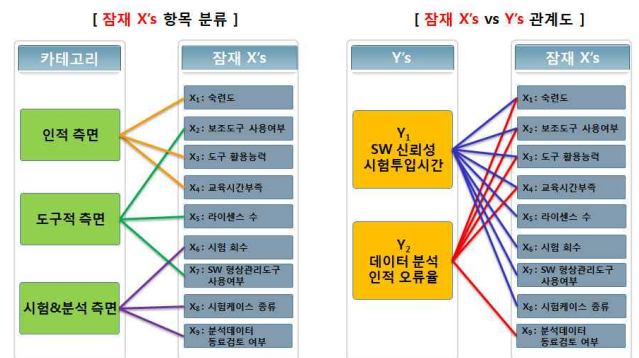 [ 잠재 X's 항목 분류 ]
카테고리
잠재 X's
인적 측면
도구적 측면
시험&분석 측면
X1 : 숙련도
X2 : 보조도구 사용여부
X3 : 도구 활용능력
X4 : 교육시간부족
X5 : 라이센스 수
X6 : 시험 회수
X7 : SW 형상관리도구
사용여부
X8 : 시험케이스 종류
X9 : 분석데이터
동료검토 여부
[ 잠재 X's vs Y's 관계도 ]
Y's
잠재 X's
Y1
SW 신뢰성
시험투입시간
Y2
데이터 분석
인적 오류율
X1 : 숙련도
X2 : 보조도구 사용여부
X3 : 도구 활용능력
X4 : 교육시간부족
X5 : 라이센스 수
X6 : 시험 회수
X7 : SW 형상관리도구
사용여부
X8 : 시험케이스 종류
X9 : 분석데이터
동료검토 여부